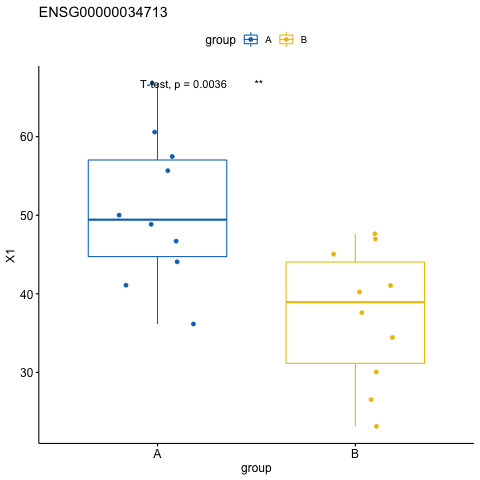 ENSG00000034713
group A B
T-test, p = 0.0036 **
60
50
40
30
X1
A B
group